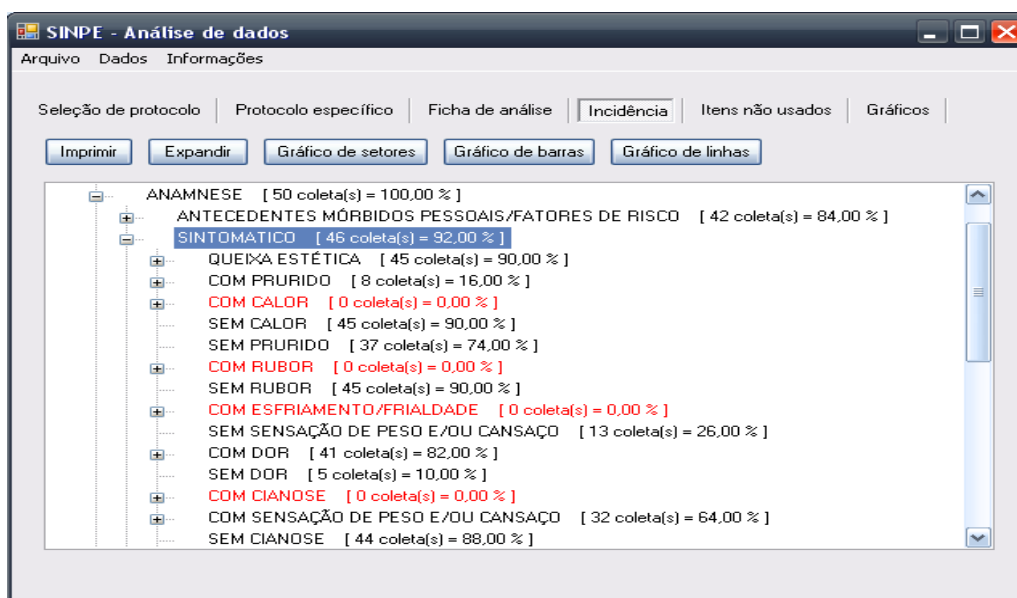 SINPE - Análise de dados
Arquivo Dados Informações
Seleção de protocolo Protocolo específico Ficha de análise Incidência Itens não usados Gráficos
Imprimir Expandir Gráfico de setores Gráfico de barras Gráfico de linhas
ANAMNESE [ 50 coleta(s) = 100,00 % ]
ANTECEDENTES MÓRBIDOS PESSOAIS/FATORES DE RISCO [ 42 coleta(s) = 84,00 % ]
SINTOMATICO [ 46 coleta(s) = 92,00 % ]
QUEIXA ESTÉTICA [ 45 coleta(s) = 90,00 % ]
COM PRURIDO [ 8 coleta(s) = 16,00 % ]
COM CALOR [ 0 coleta(s) = 0,00 % ]
SEM CALOR [ 45 coleta(s) = 90,00 % ]
SEM PRURIDO [ 37 coleta(s) = 74,00 % ]
COM RUBOR [ 0 coleta(s) = 0,00 % ]
SEM RUBOR [ 45 coleta(s) = 90,00 % ]
COM ESFRIAMENTO/FRIALDADE [ 0 coleta(s) = 0,00 % ]
SEM SENSAÇÃO DE PESO E/OU CANSAÇO [ 13 coleta(s) = 26,00 % ]
COM DOR [ 41 coleta(s) = 82,00 % ]
SEM DOR [ 5 coleta(s) = 10,00 % ]
COM CIANOSE [ 0 coleta(s) = 0,00 % ]
COM SENSAÇÃO DE PESO E/OU CANSAÇO [ 32 coleta(s) = 64,00 % ]
SEM CIANOSE [ 44 coleta(s) = 88,00 % ]